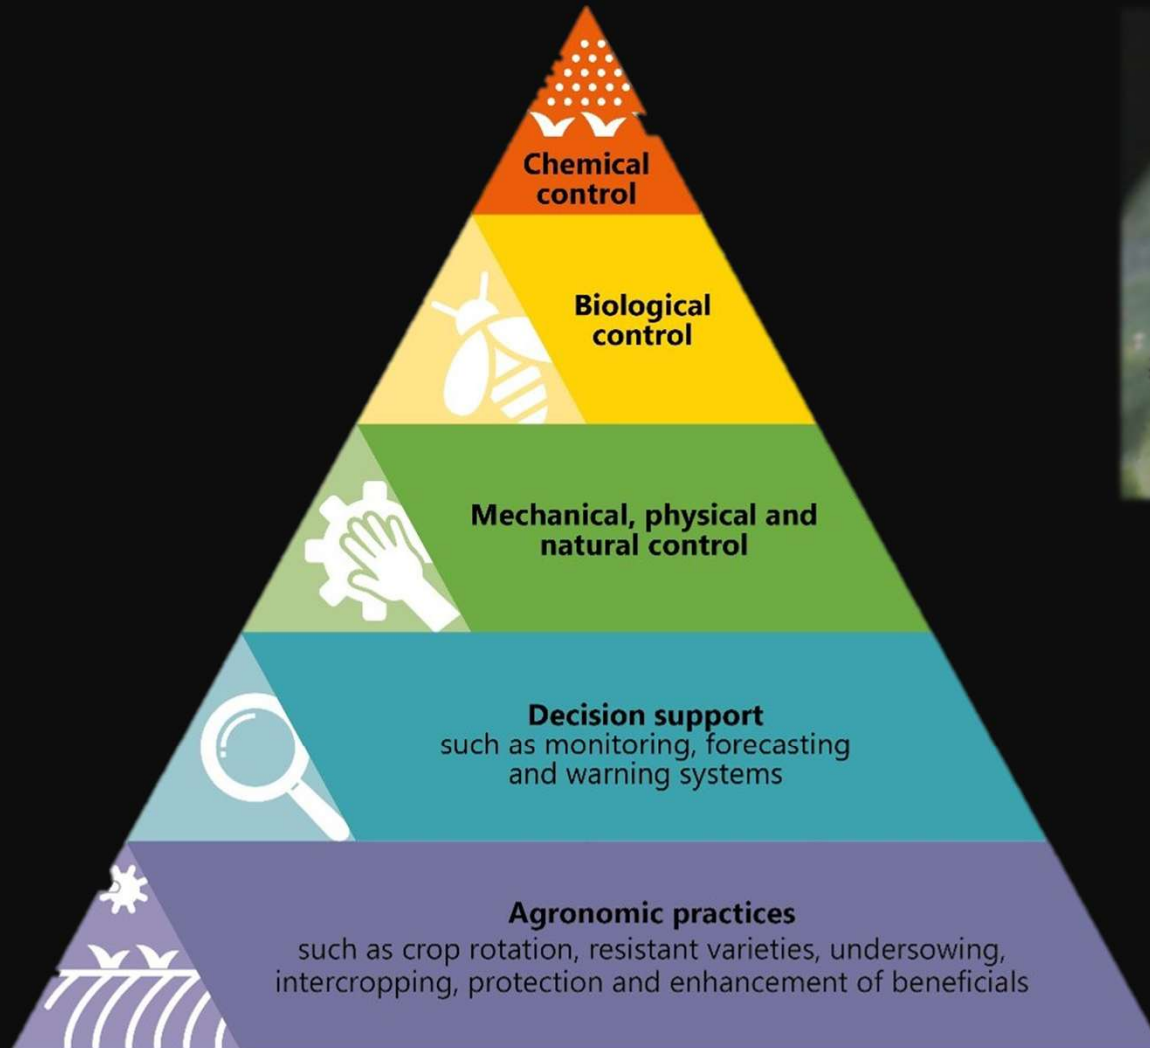 Chemical
control
Biological
control
Mechanical, physical and
natural control
Decision support
such as monitoring, forecasting
and warning systems
Agronomic practices
such as crop rotation, resistant varieties, undersowing,
intercropping, protection and enhancement of beneficials